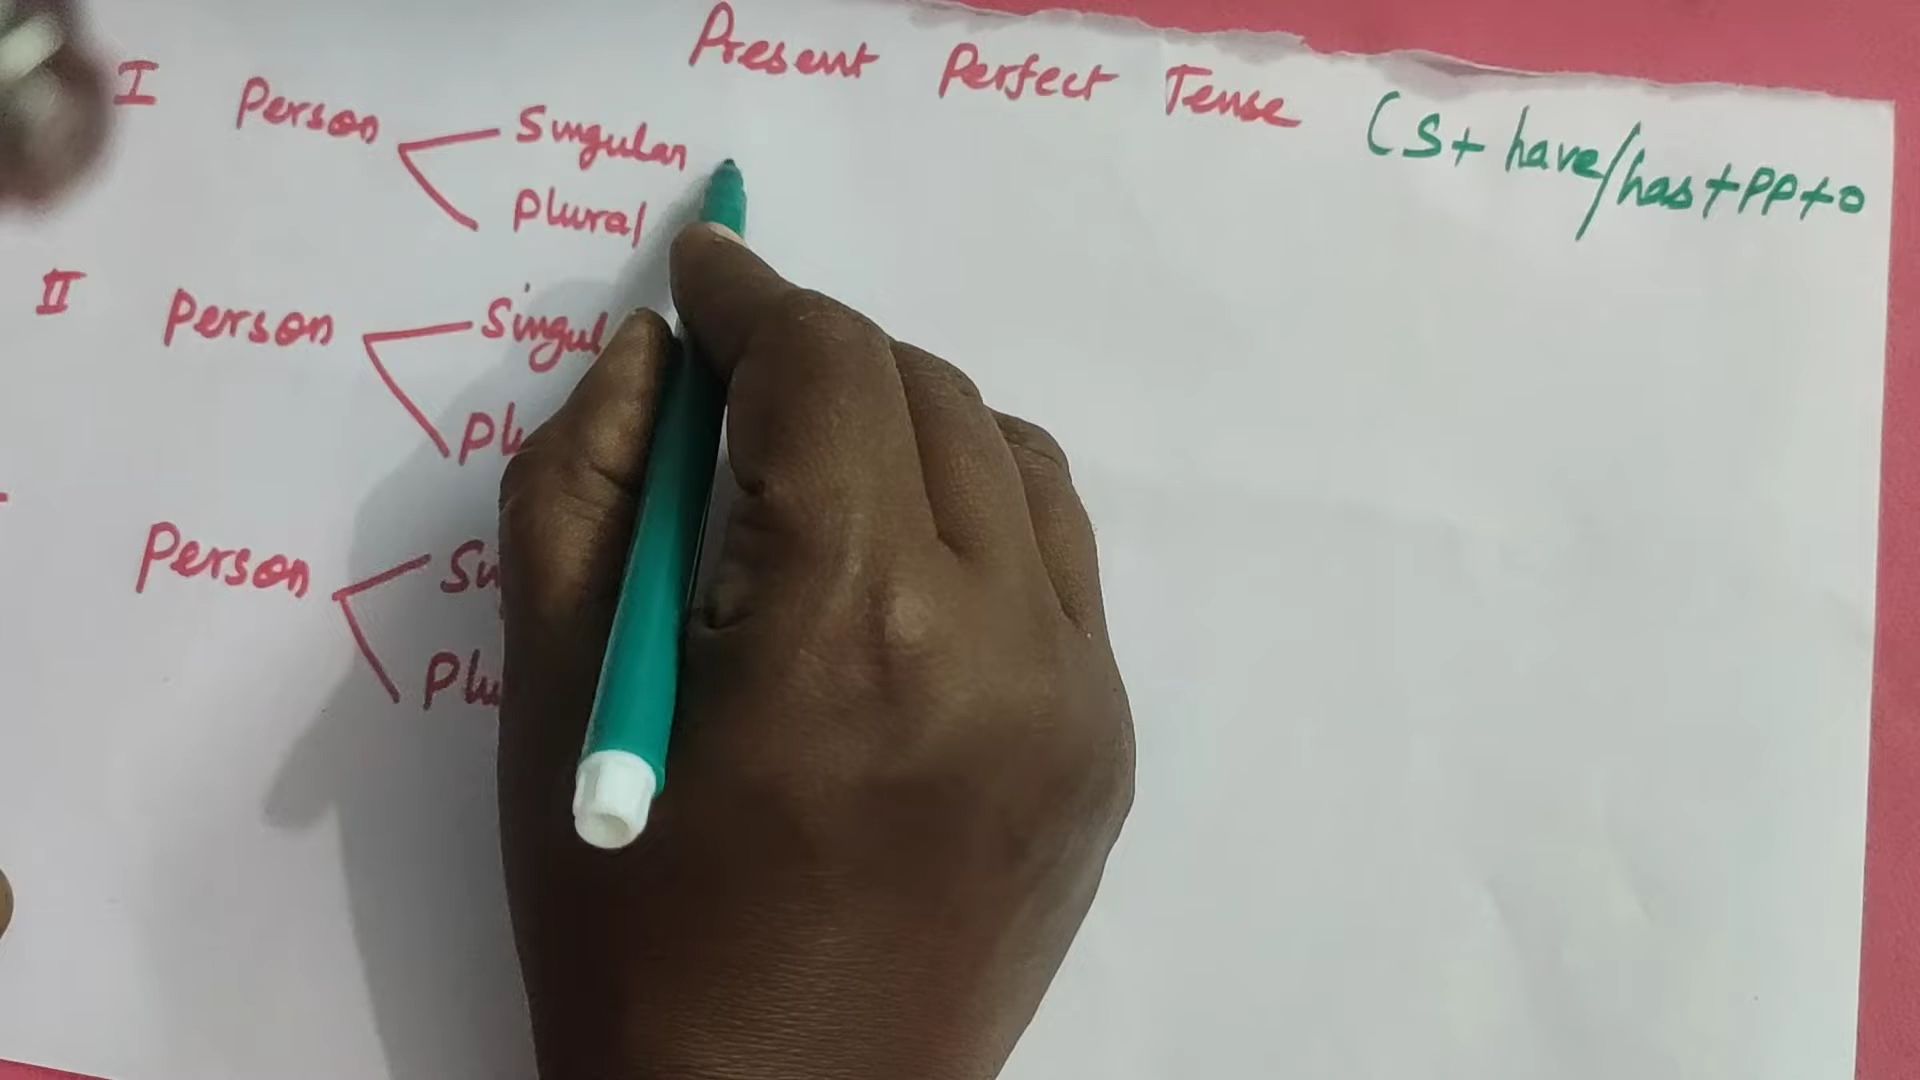 Present Perfect Tense (S+ have/has+PP+o
I Person Singular
Plural
II Person
Person